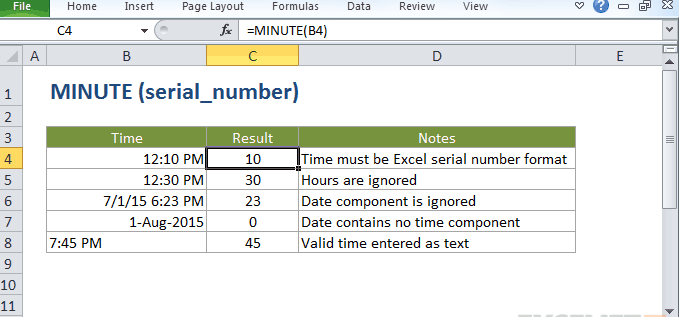 File Home Insert Page Layout Formulas Data Review View
C4 fx =MINUTE(B4)
A B C D E
1 MINUTE (serial_number)
2
3 Time Result Notes
4 12:10 PM 10 Time must be Excel serial number format
5 12:30 PM 30 Hours are ignored
6 7/1/15 6:23 PM 23 Date component is ignored
7 1-Aug-2015 0 Date contains no time component
8 7:45 PM 45 Valid time entered as text
9
10
11